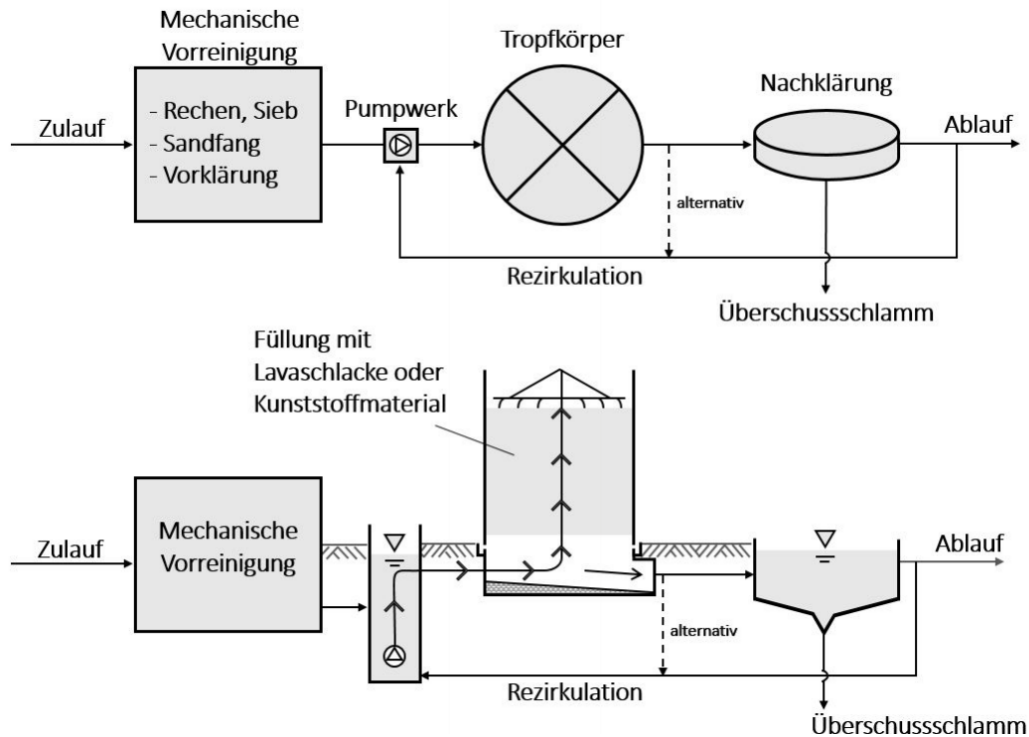 Mechanische
Vorreinigung
- Rechen, Sieb
- Sandfang
- Vorklärung
Zulauf
Pumpwerk
Tropfkörper
Nachklärung
Ablauf
alternativ
Rezirkulation
Überschussschlamm
Füllung mit
Lavaschlacke oder
Kunststoffmaterial
Zulauf
Mechanische
Vorreinigung
Ablauf
alternativ
Rezirkulation
Überschussschlamm